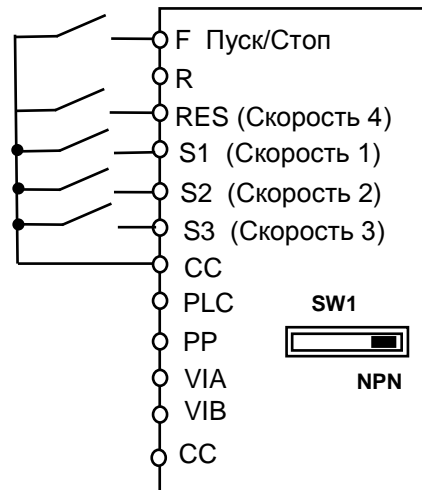 F Пуск/Стоп
R
RES (Скорость 4)
S1 (Скорость 1)
S2 (Скорость 2)
S3 (Скорость 3)
CC
PLC
SW1
PP
VIA
NPN
VIB
CC